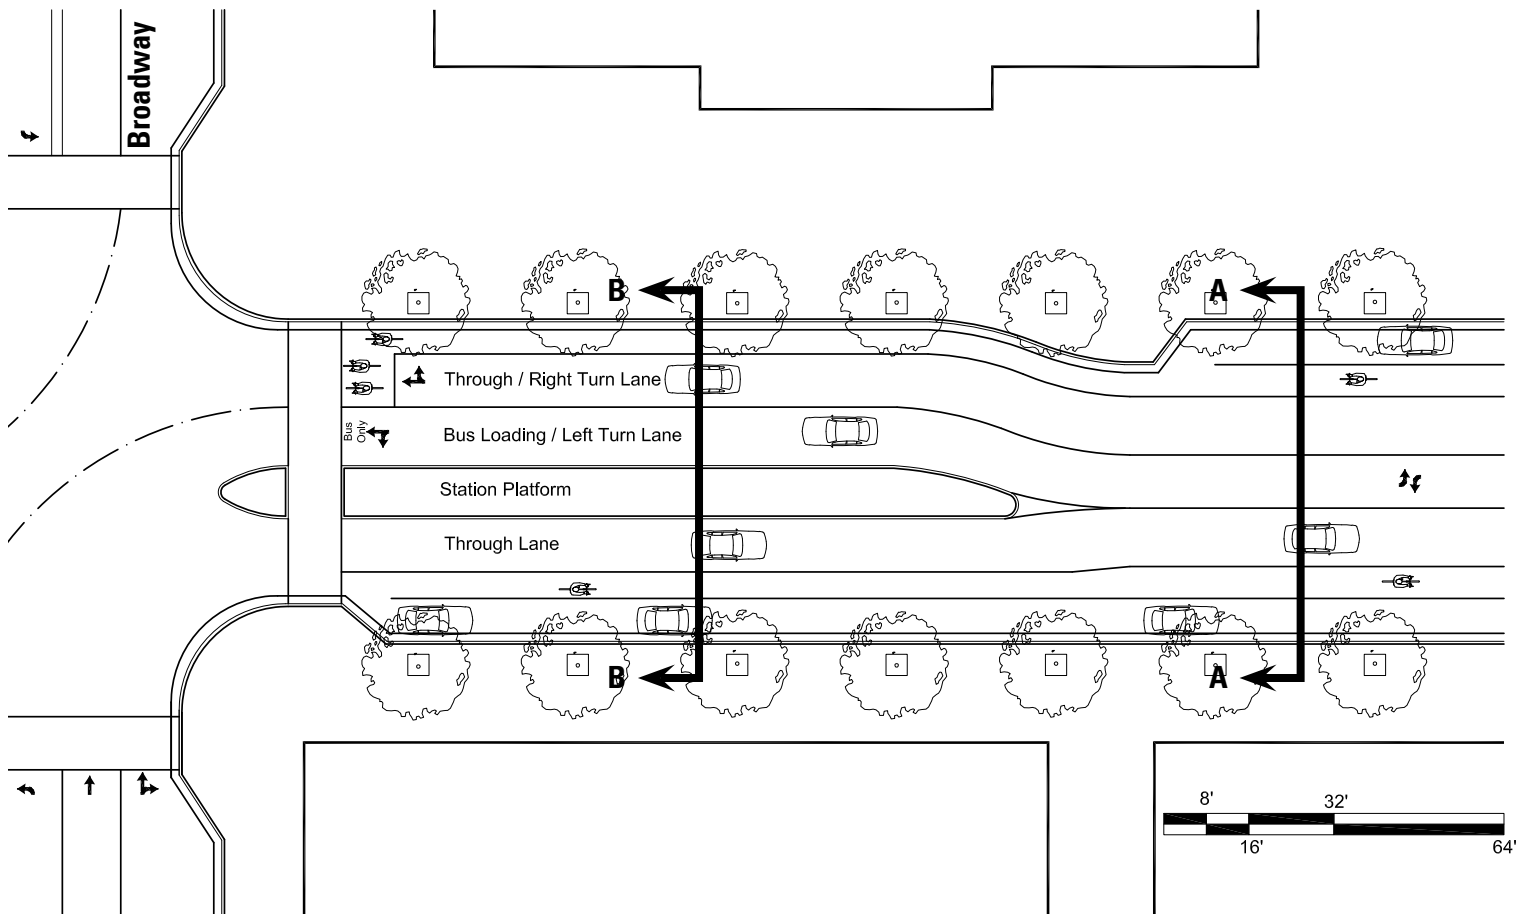 Broadway
B
A
Through / Right Turn Lane
Bus
Only
Bus Loading / Left Turn Lane
Station Platform
Through Lane
B
A
8'
32'
16'
64'